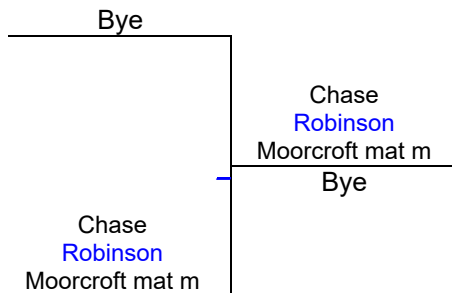 Bye
Chase
Robinson
Moorcroft mat m
Bye
Chase
Robinson
Moorcroft mat m